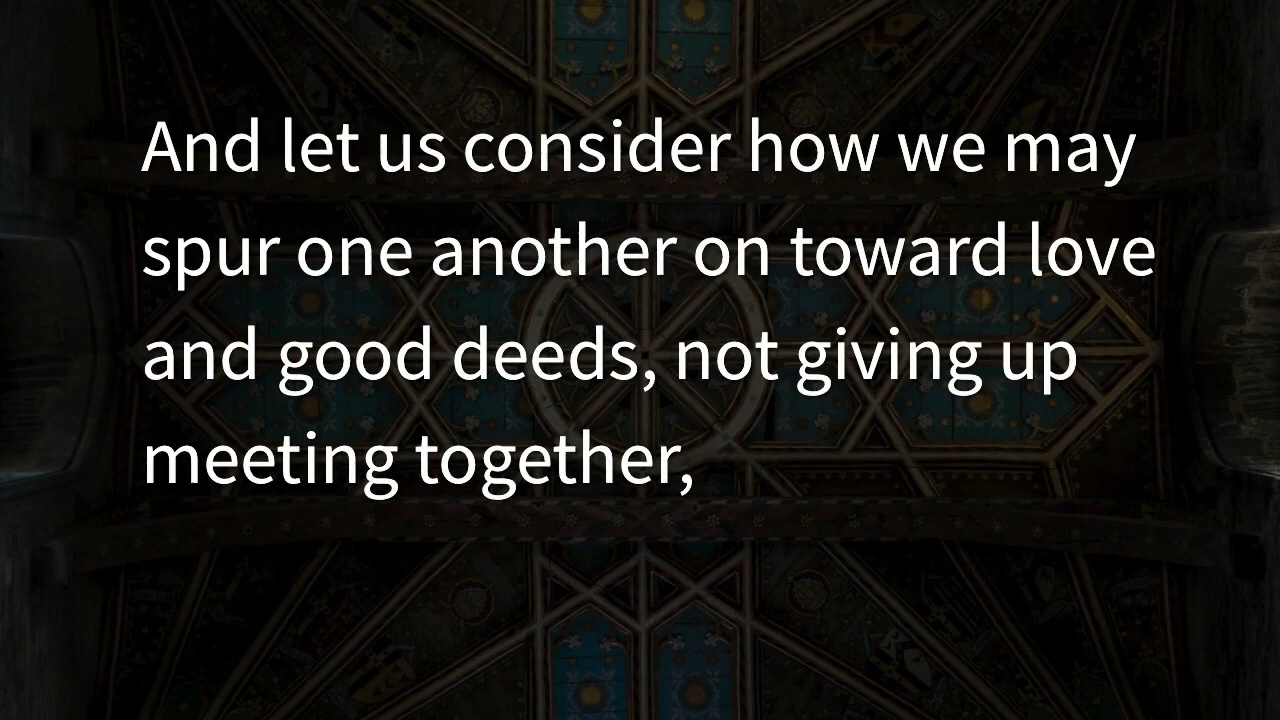 And let us consider how we may
spur one another on toward love
and good deeds, not giving up
meeting together,